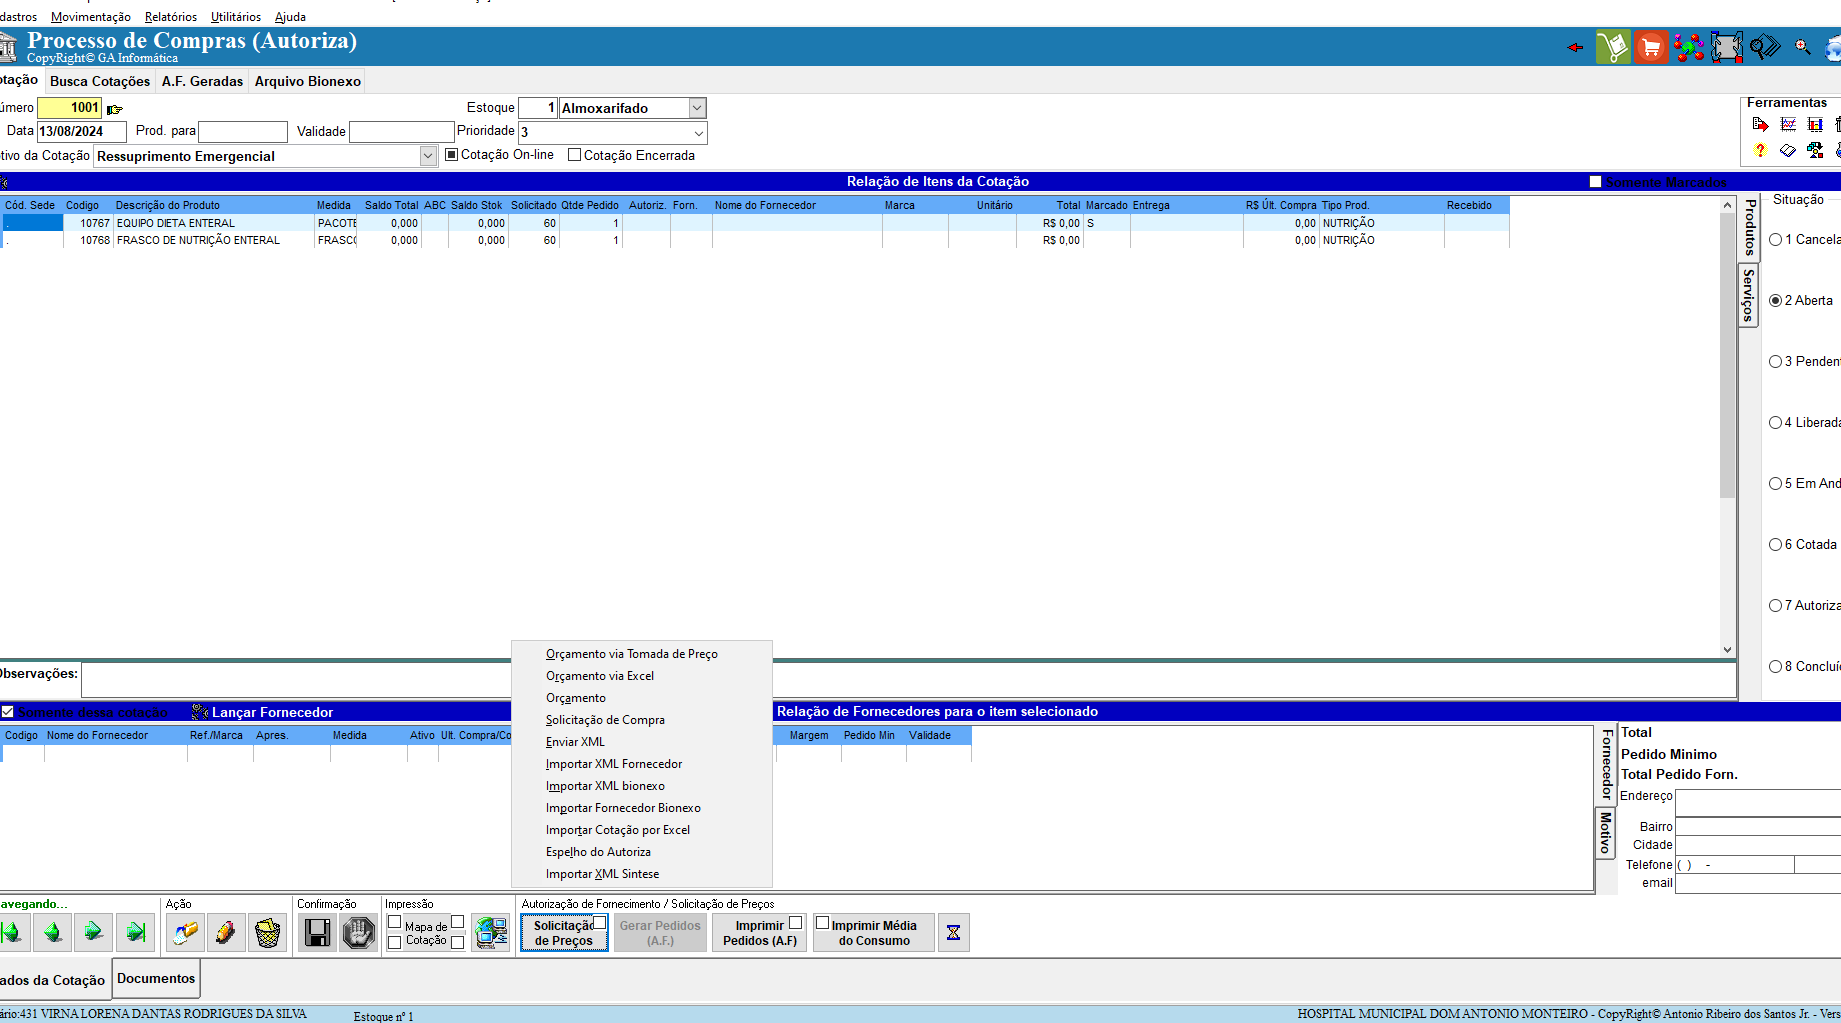 dastros Movimentação Relatórios Utilitários Ajuda
Processo de Compras (Autoriza)
CopyRight© GA Informática
otação Busca Cotações A.F. Geradas Arquivo Bionexo
úmero 1001 Estoque 1 Almoxarifado
Data 13/08/2024 Prod. para Validade Prioridade 3
tivo da Cotação Ressuprimento Emergencial Cotação On-line Cotação Encerrada
Ferramentas
Relação de Itens da Cotação Somente Marcados
Cód. Sede Codigo Descrição do Produto Medida Saldo Total ABC Saldo Stok Solicitado Qtde Pedido Autoriz. Forn. Nome do Fornecedor Marca Unitário Total Marcado Entrega R$ Últ. Compra Tipo Prod. Recebido
. 10767 EQUIPO DIETA ENTERAL PACOTE 0,000 0,000 60 1 R$ 0,00 S 0,00 NUTRIÇÃO
. 10768 FRASCO DE NUTRIÇÃO ENTERAL FRASC 0,000 0,000 60 1 R$ 0,00 0,00 NUTRIÇÃO
Produtos
Serviços
Situação
1 Cancela
2 Aberta
3 Penden
4 Liberada
5 Em And
6 Cotada
7 Autoriza
8 Concluí
Observações:
Orçamento via Tomada de Preço
Orçamento via Excel
Orçamento
Solicitação de Compra
Enviar XML
Importar XML Fornecedor
Importar XML bionexo
Importar Fornecedor Bionexo
Importar Cotação por Excel
Espelho do Autoriza
Importar XML Sintese
Somente dessa cotação Lançar Fornecedor Relação de Fornecedores para o item selecionado
Codigo Nome do Fornecedor Ref./Marca Apres. Medida Ativo Ult. Compra/Co Margem Pedido Min Validade
Fornecedor
Motivo
Total
Pedido Minimo
Total Pedido Forn.
Endereço
Bairro
Cidade
Telefone ( ) -
email
avegando... Ação Confirmação Impressão Autorização de Fornecimento / Solicitação de Preços
Mapa de
Cotação
Solicitação
de Preços
Gerar Pedidos
(A.F.)
Imprimir
Pedidos (A.F)
Imprimir Média
do Consumo
ados da Cotação Documentos
ário:431 VIRNA LORENA DANTAS RODRIGUES DA SILVA Estoque nº 1 HOSPITAL MUNICIPAL DOM ANTONIO MONTEIRO - CopyRight© Antonio Ribeiro dos Santos Jr. - Vers